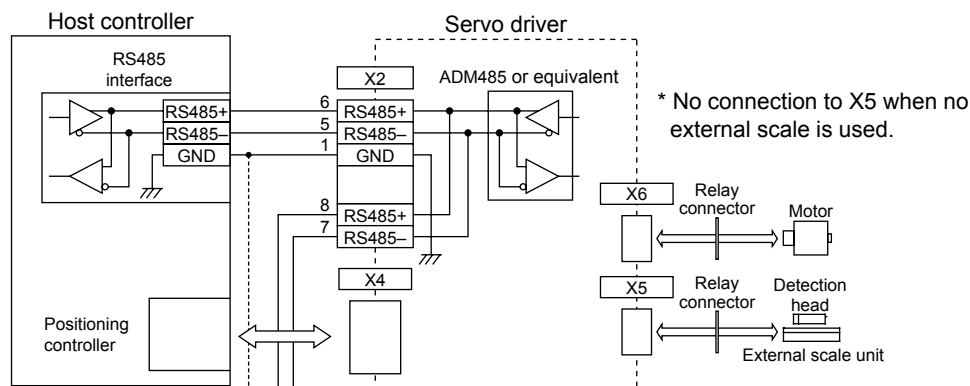 Host controller
Servo driver
RS485
interface
X2
ADM485 or equivalent
RS485+
6
RS485+
RS485–
5
RS485–
GND
1
GND
8
RS485+
7
RS485–
* No connection to X5 when no
external scale is used.
X6
Relay
connector
Motor
X4
X5
Relay
connector
Detection
head
Positioning
controller
External scale unit